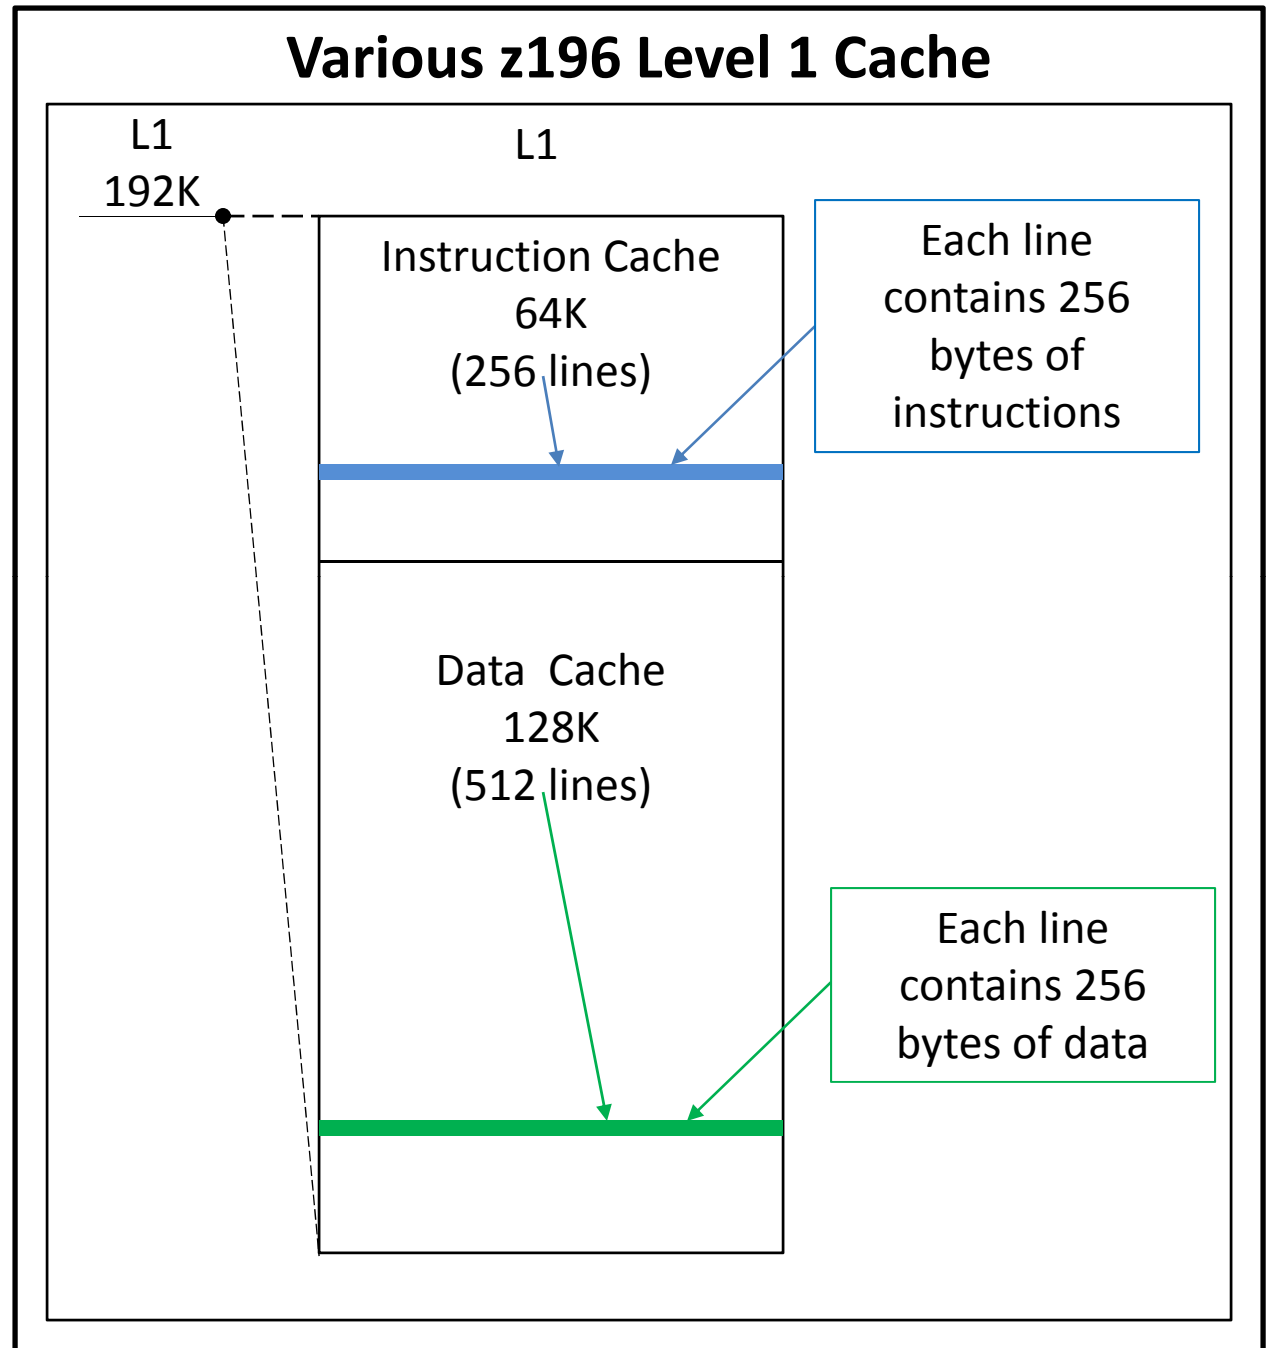 Various z196 Level 1 Cache
L1
192K
L1
Instruction Cache
64K
(256 lines)
Each line
contains 256
bytes of
instructions
Data  Cache
128K
(512 lines)
Each line
contains 256
bytes of data